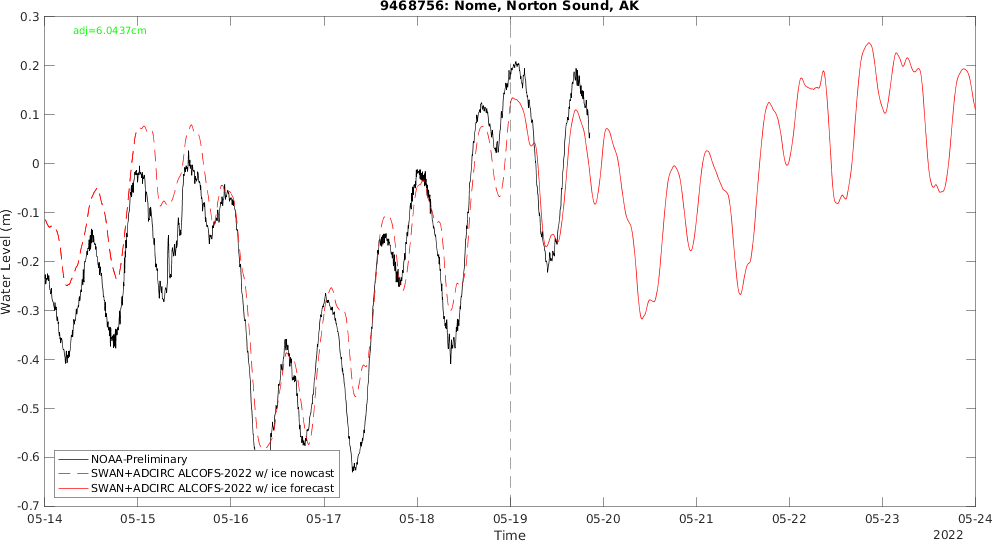 9468756: Nome, Norton Sound, AK
adj=6.0437cm
0.3
0.2
0.1
0
-0.1
-0.2
-0.3
-0.4
-0.5
-0.6
-0.7
Water Level (m)
NOAA-Preliminary
SWAN+ADCIRC ALCOFS-2022 w/ ice nowcast
SWAN+ADCIRC ALCOFS-2022 w/ ice forecast
05-14 05-15 05-16 05-17 05-18 05-19 05-20 05-21 05-22 05-23 05-24
Time
2022